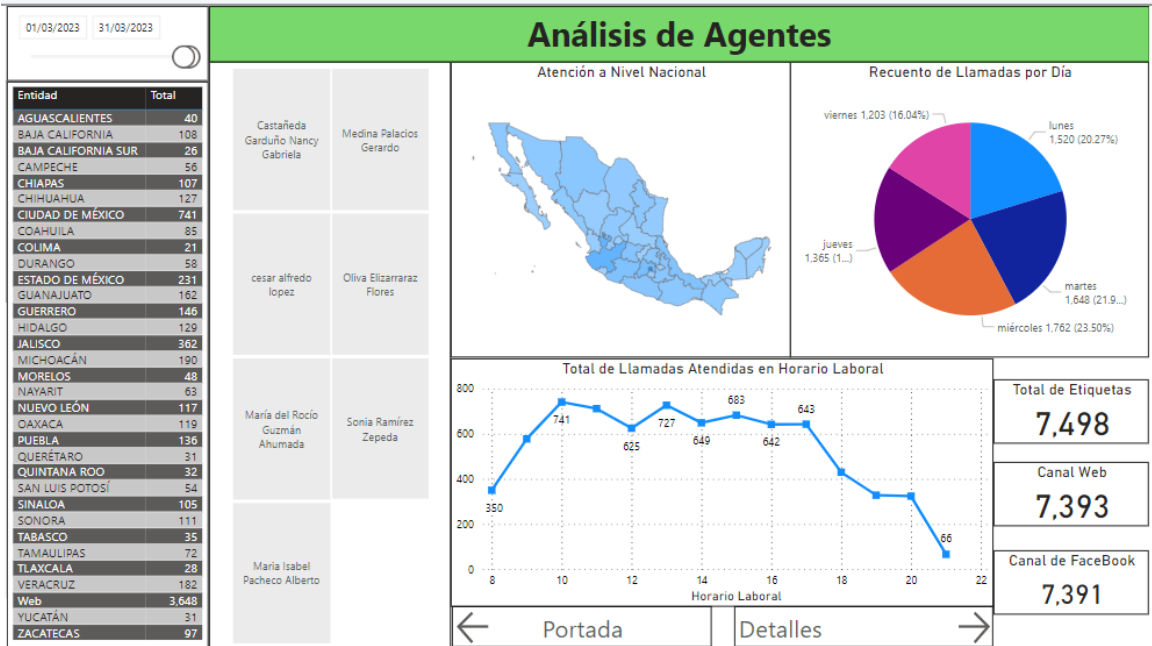 01/03/2023 31/03/2023
Análisis de Agentes
Entidad Total
AGUASCALIENTES 40
BAJA CALIFORNIA 108
BAJA CALIFORNIA SUR 26
CAMPECHE 56
CHIAPAS 107
CHIHUAHUA 127
CIUDAD DE MÉXICO 741
COAHUILA 85
COLIMA 21
DURANGO 58
ESTADO DE MÉXICO 231
GUANAJUATO 162
GUERRERO 146
HIDALGO 129
JALISCO 362
MICHOACÁN 190
MORELOS 48
NAYARIT 63
NUEVO LEÓN 117
OAXACA 119
PUEBLA 136
QUERÉTARO 31
QUINTANA ROO 32
SAN LUIS POTOSÍ 54
SINALOA 105
SONORA 111
TABASCO 35
TAMAULIPAS 72
TLAXCALA 28
VERACRUZ 182
Web 3,648
YUCATÁN 31
ZACATECAS 97
Castañeda
Garduño Nancy
Gabriela
Medina Palacios
Gerardo
cesar alfredo
lopez
Oliva Elizarraraz
Flores
María del Rocío
Guzmán
Ahumada
Sonia Ramírez
Zepeda
Maria Isabel
Pacheco Alberto
Atención a Nivel Nacional
Recuento de Llamadas por Día
viernes 1,203 (16.04%)
lunes
1,520 (20.27%)
jueves
1,365 (1...)
martes
1,648 (21.9...)
miércoles 1,762 (23.50%)
Total de Llamadas Atendidas en Horario Laboral
800
600
400
200
0
350
741
625
727
649
683
642
643
66
8 10 12 14 16 18 20 22
Horario Laboral
Total de Etiquetas
7,498
Canal Web
7,393
Canal de FaceBook
7,391
Portada
Detalles